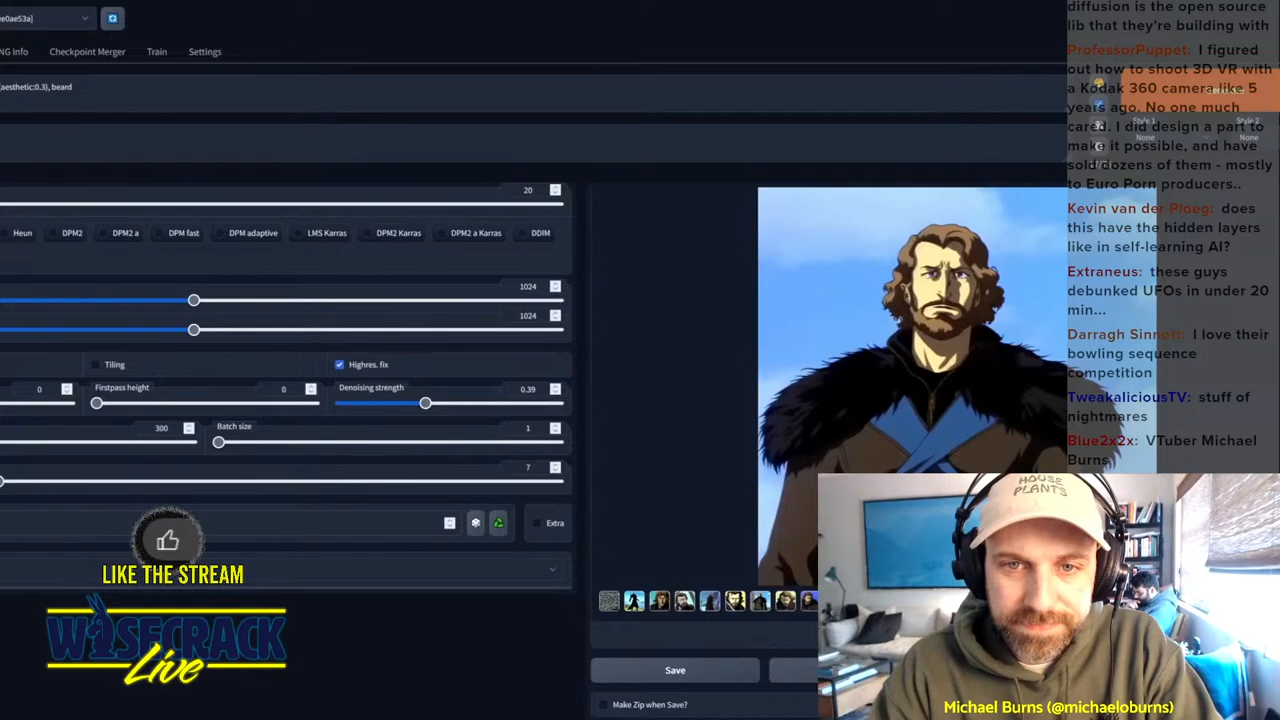 e0ae53a]
NG Info
Checkpoint Merger
Train
Settings
(aesthetic:0.3), beard
20
Heun
DPM2
DPM2 a
DPM fast
DPM adaptive
LMS Karras
DPM2 Karras
DPM2 a Karras
DDIM
1024
1024
Tiling
Highres. fix
0
Firstpass height
0
Denoising strength
0.39
300
Batch size
1
7
Extra
LIKE THE STREAM
WISECRACK
Live
Save
Make Zip when Save?
Style 1
Style 2
None
None
diffusion is the open source
lib that they're building with
ProfessorPuppet: I figured
out how to shoot 3D VR with
a Kodak 360 camera like 5
years ago. No one much
cared. I did design a part to
make it possible, and have
sold dozens of them - mostly
to Euro Porn producers..
Kevin van der Ploeg: does
this have the hidden layers
like in self-learning AI?
Extraneus: these guys
debunked UFOs in under 20
min...
Darragh Sinnott: I love their
bowling sequence
competition
TweakaliciousTV: stuff of
nightmares
Blue2x2x: VTuber Michael
Burns
HOUSE
PLANTS
Michael Burns (@michaeloburns)